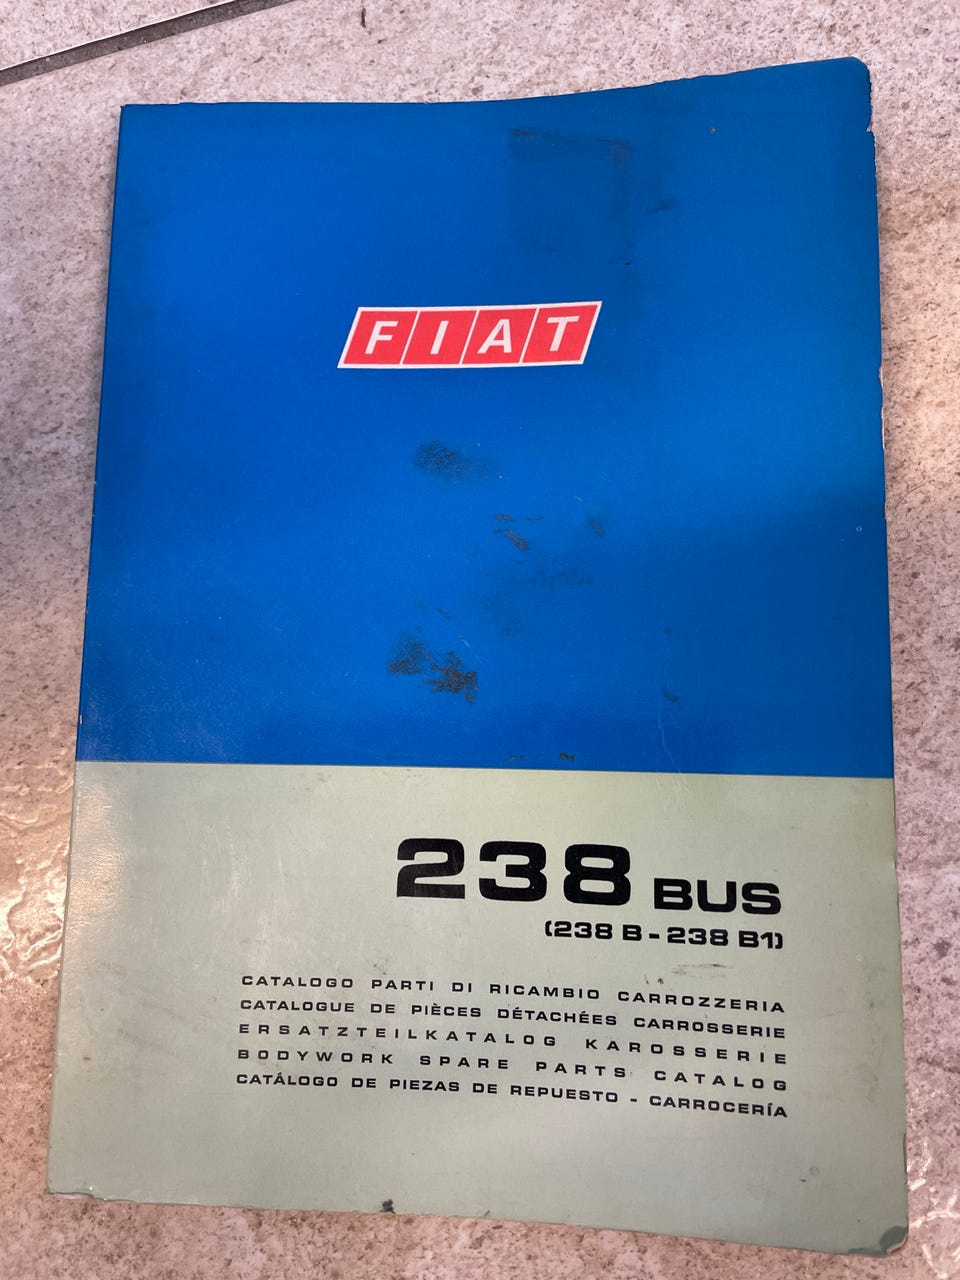 FIAT
238 BUS
(238 B - 238 B1)
CATALOGO PARTI DI RICAMBIO CARROZZERIA
CATALOGUE DE PIÈCES DÉTACHÉES CARROSSERIE
ERSATZTEILKATALOG KAROSSERIE
BODYWORK SPARE PARTS CATALOG
CATÁLOGO DE PIEZAS DE REPUESTO - CARROCERÍA